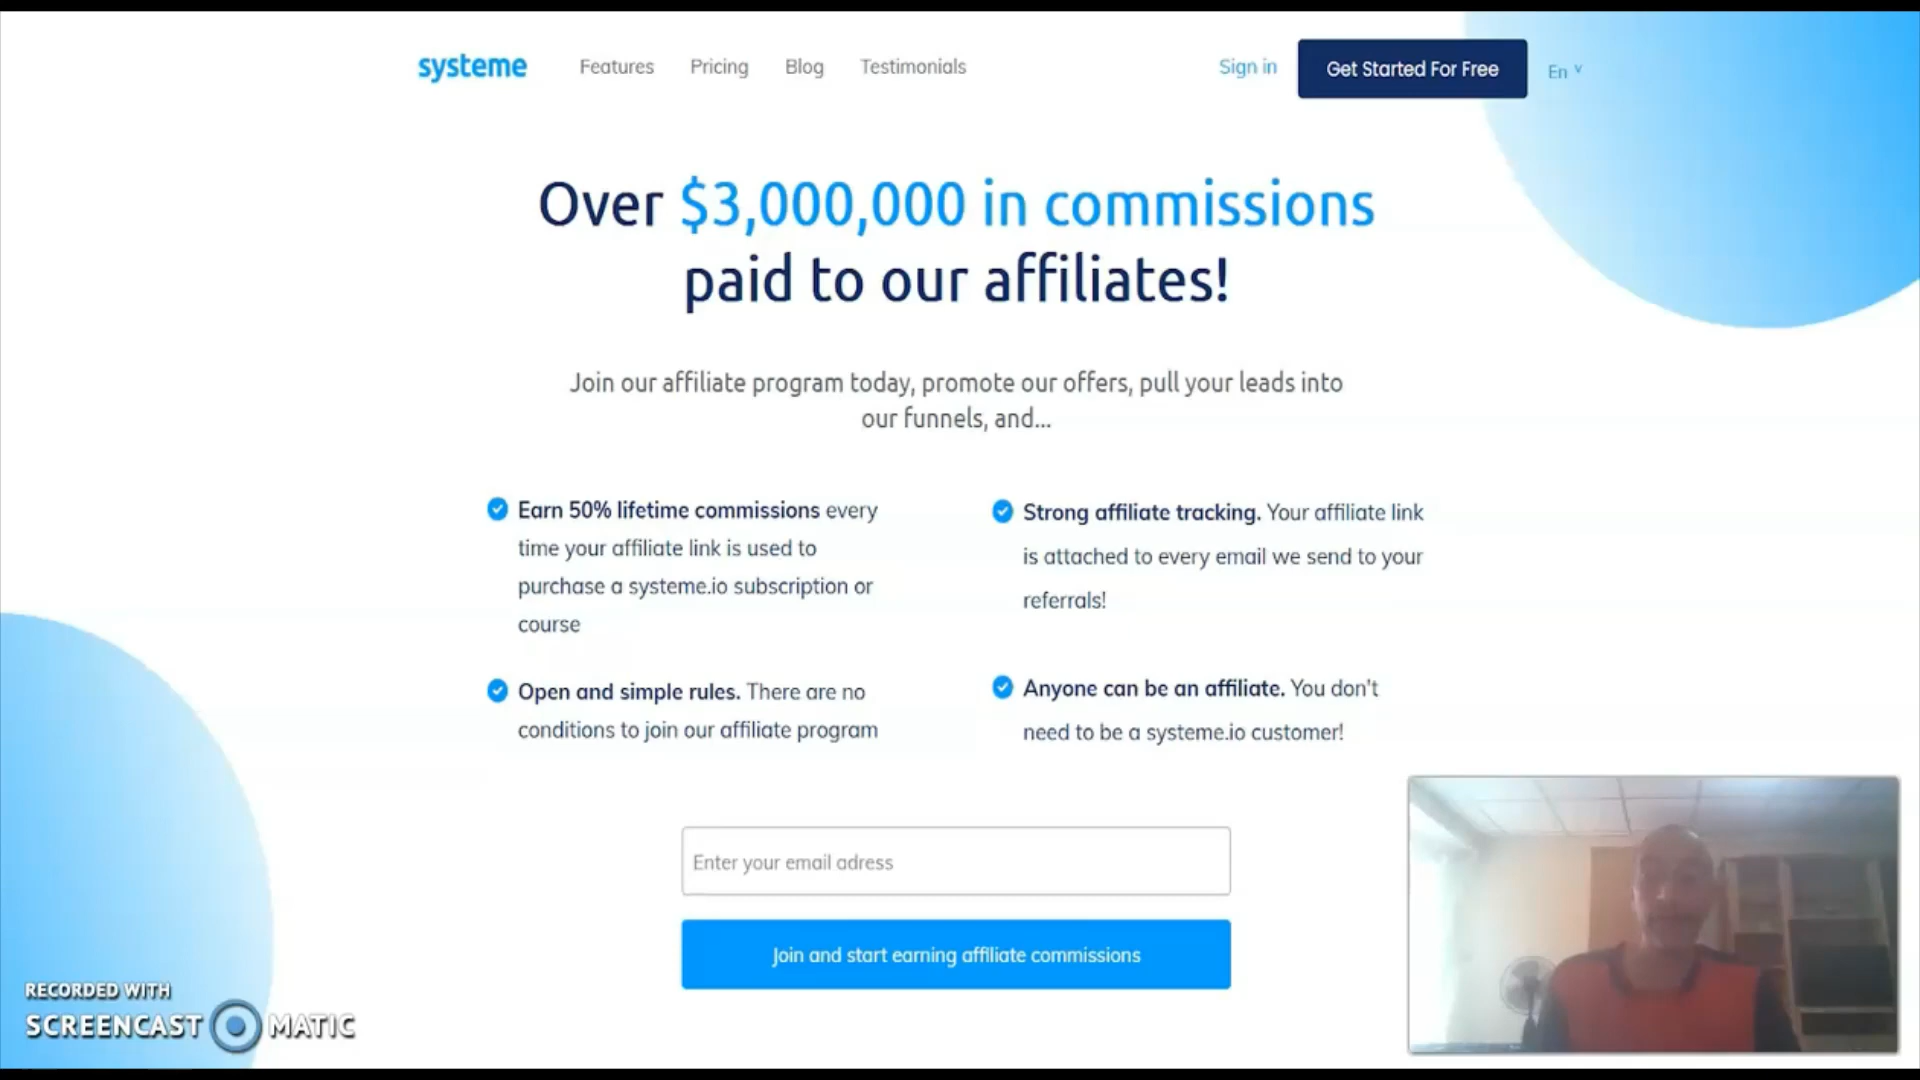 systeme
Features
Pricing
Blog
Testimonials
Sign in
Get Started For Free
En
Over $3,000,000 in commissions
paid to our affiliates!
Join our affiliate program today, promote our offers, pull your leads into
our funnels, and...
Earn 50% lifetime commissions every
time your affiliate link is used to
purchase a systeme.io subscription or
course
Strong affiliate tracking. Your affiliate link
is attached to every email we send to your
referrals!
Open and simple rules. There are no
conditions to join our affiliate program
Anyone can be an affiliate. You don't
need to be a systeme.io customer!
Enter your email adress
Join and start earning affiliate commissions
RECORDED WITH
SCREENCAST MATIC